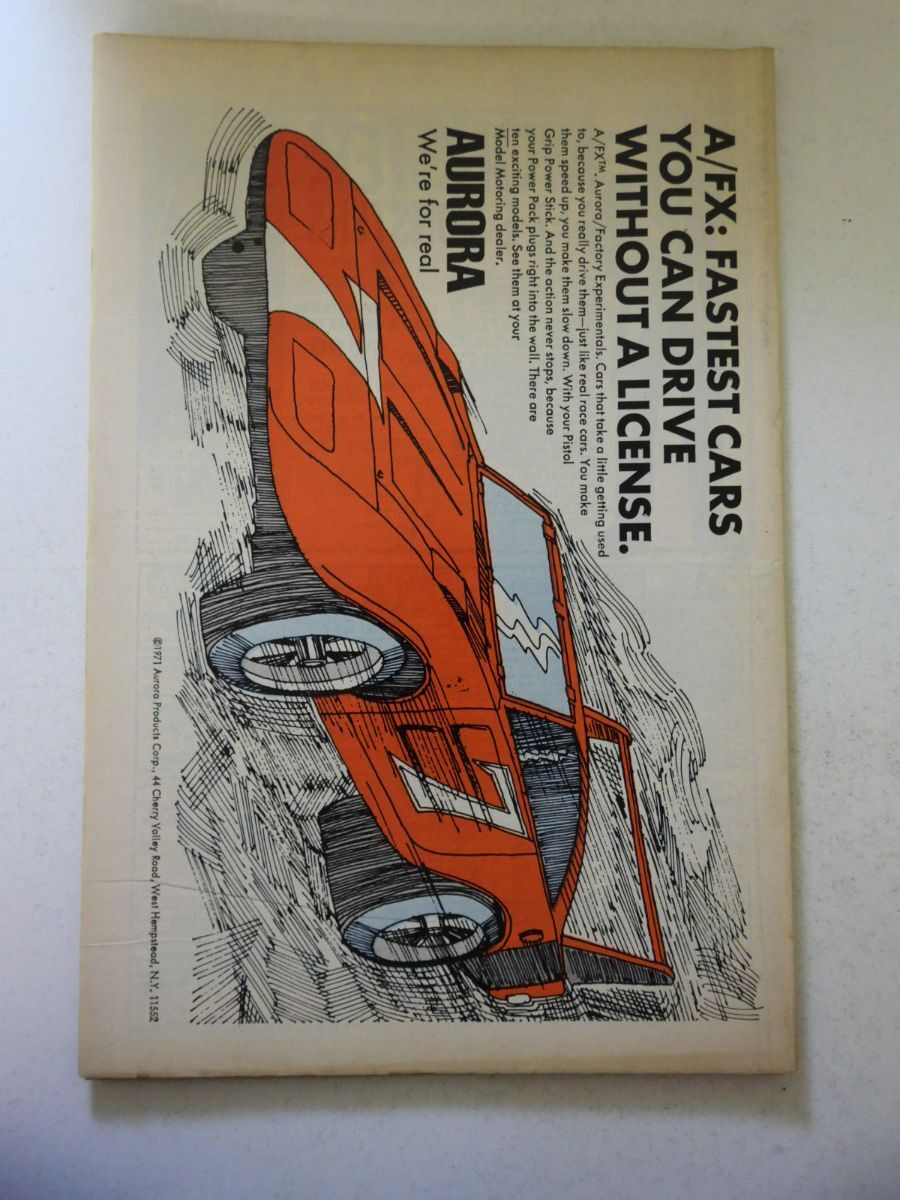 A/FX: FASTEST CARS
YOU CAN DRIVE
WITHOUT A LICENSE.
A/FX™. Aurora/Factory Experimentals. Cars that take a little getting used
to, because you really drive them—just like real race cars. You make
them speed up, you make them slow down. With your Pistol
Grip Power Stick. And the action never stops, because
your Power Pack plugs right into the wall. There are
ten exciting models. See them at your
Model Motoring dealer.
AURORA
We're for real
7
7
©1971 Aurora Products Corp., 44 Cherry Valley Road, West Hempstead, N.Y. 11552